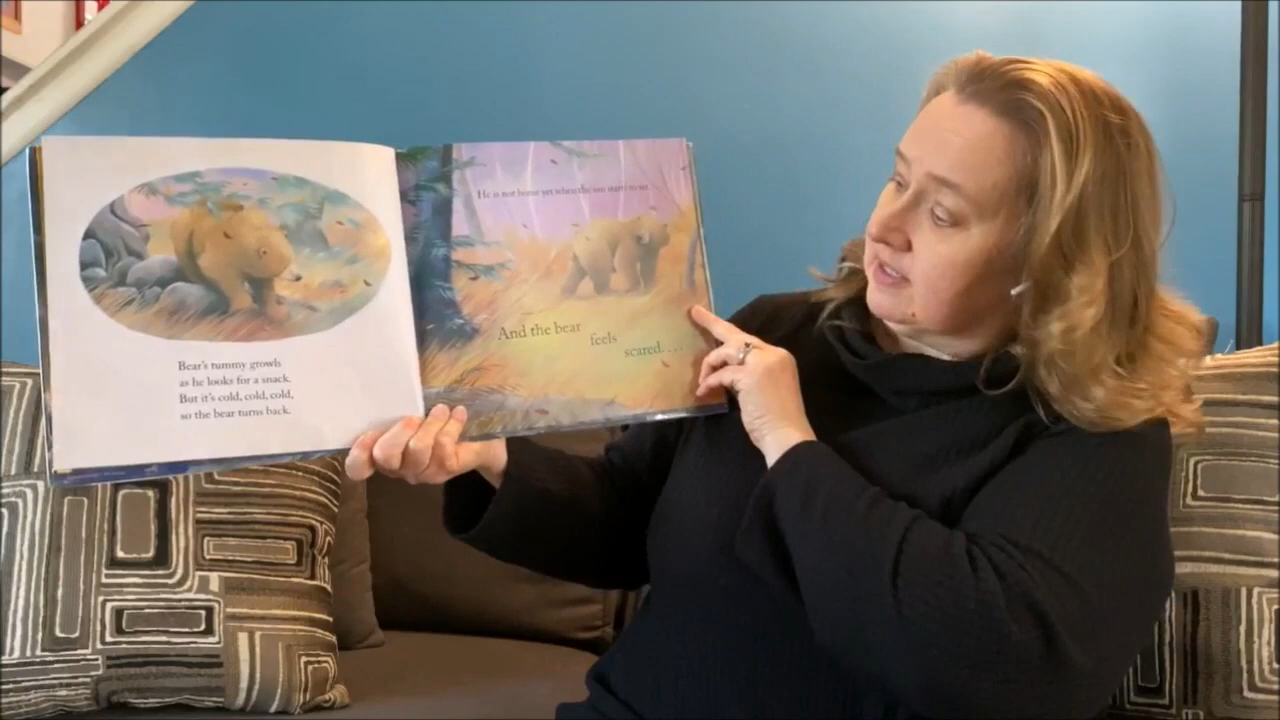 Bear's tummy growls
as he looks for a snack.
But it's cold, cold, cold,
so the bear turns back.
He is not home yet when the sun starts to set.
And the bear
feels
scared. . . .